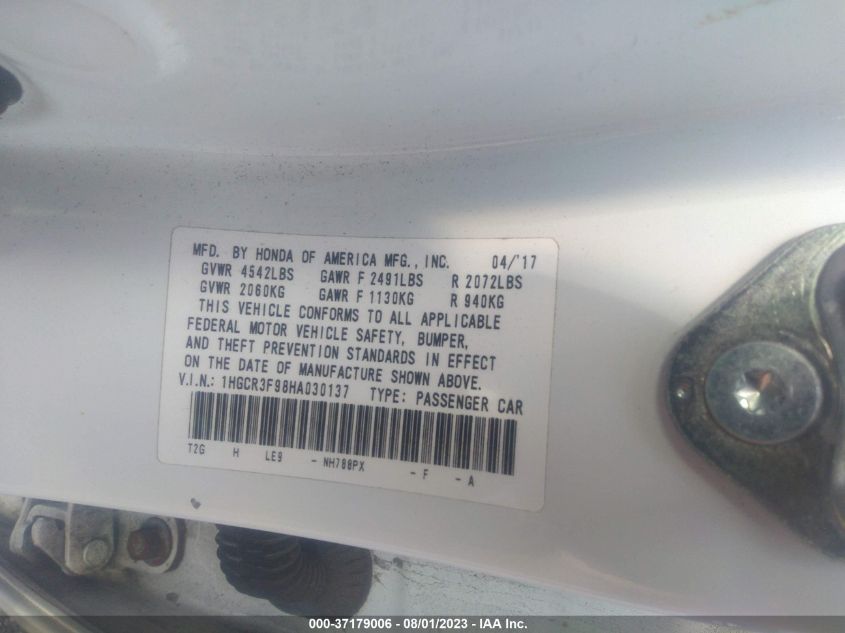 MFD. BY HONDA OF AMERICA MFG., INC. 04/'17
GVWR 4542LBS GAWR F 2491LBS R 2072LBS
GVWR 2060KG GAWR F 1130KG R 940KG
THIS VEHICLE CONFORMS TO ALL APPLICABLE
FEDERAL MOTOR VEHICLE SAFETY, BUMPER,
AND THEFT PREVENTION STANDARDS IN EFFECT
ON THE DATE OF MANUFACTURE SHOWN ABOVE.
V.I.N.: 1HGCR3F98HA030137 TYPE: PASSENGER CAR
T2G H LE9 - NH788PX - F - A
000-37179006 - 08/01/2023 - IAA Inc.